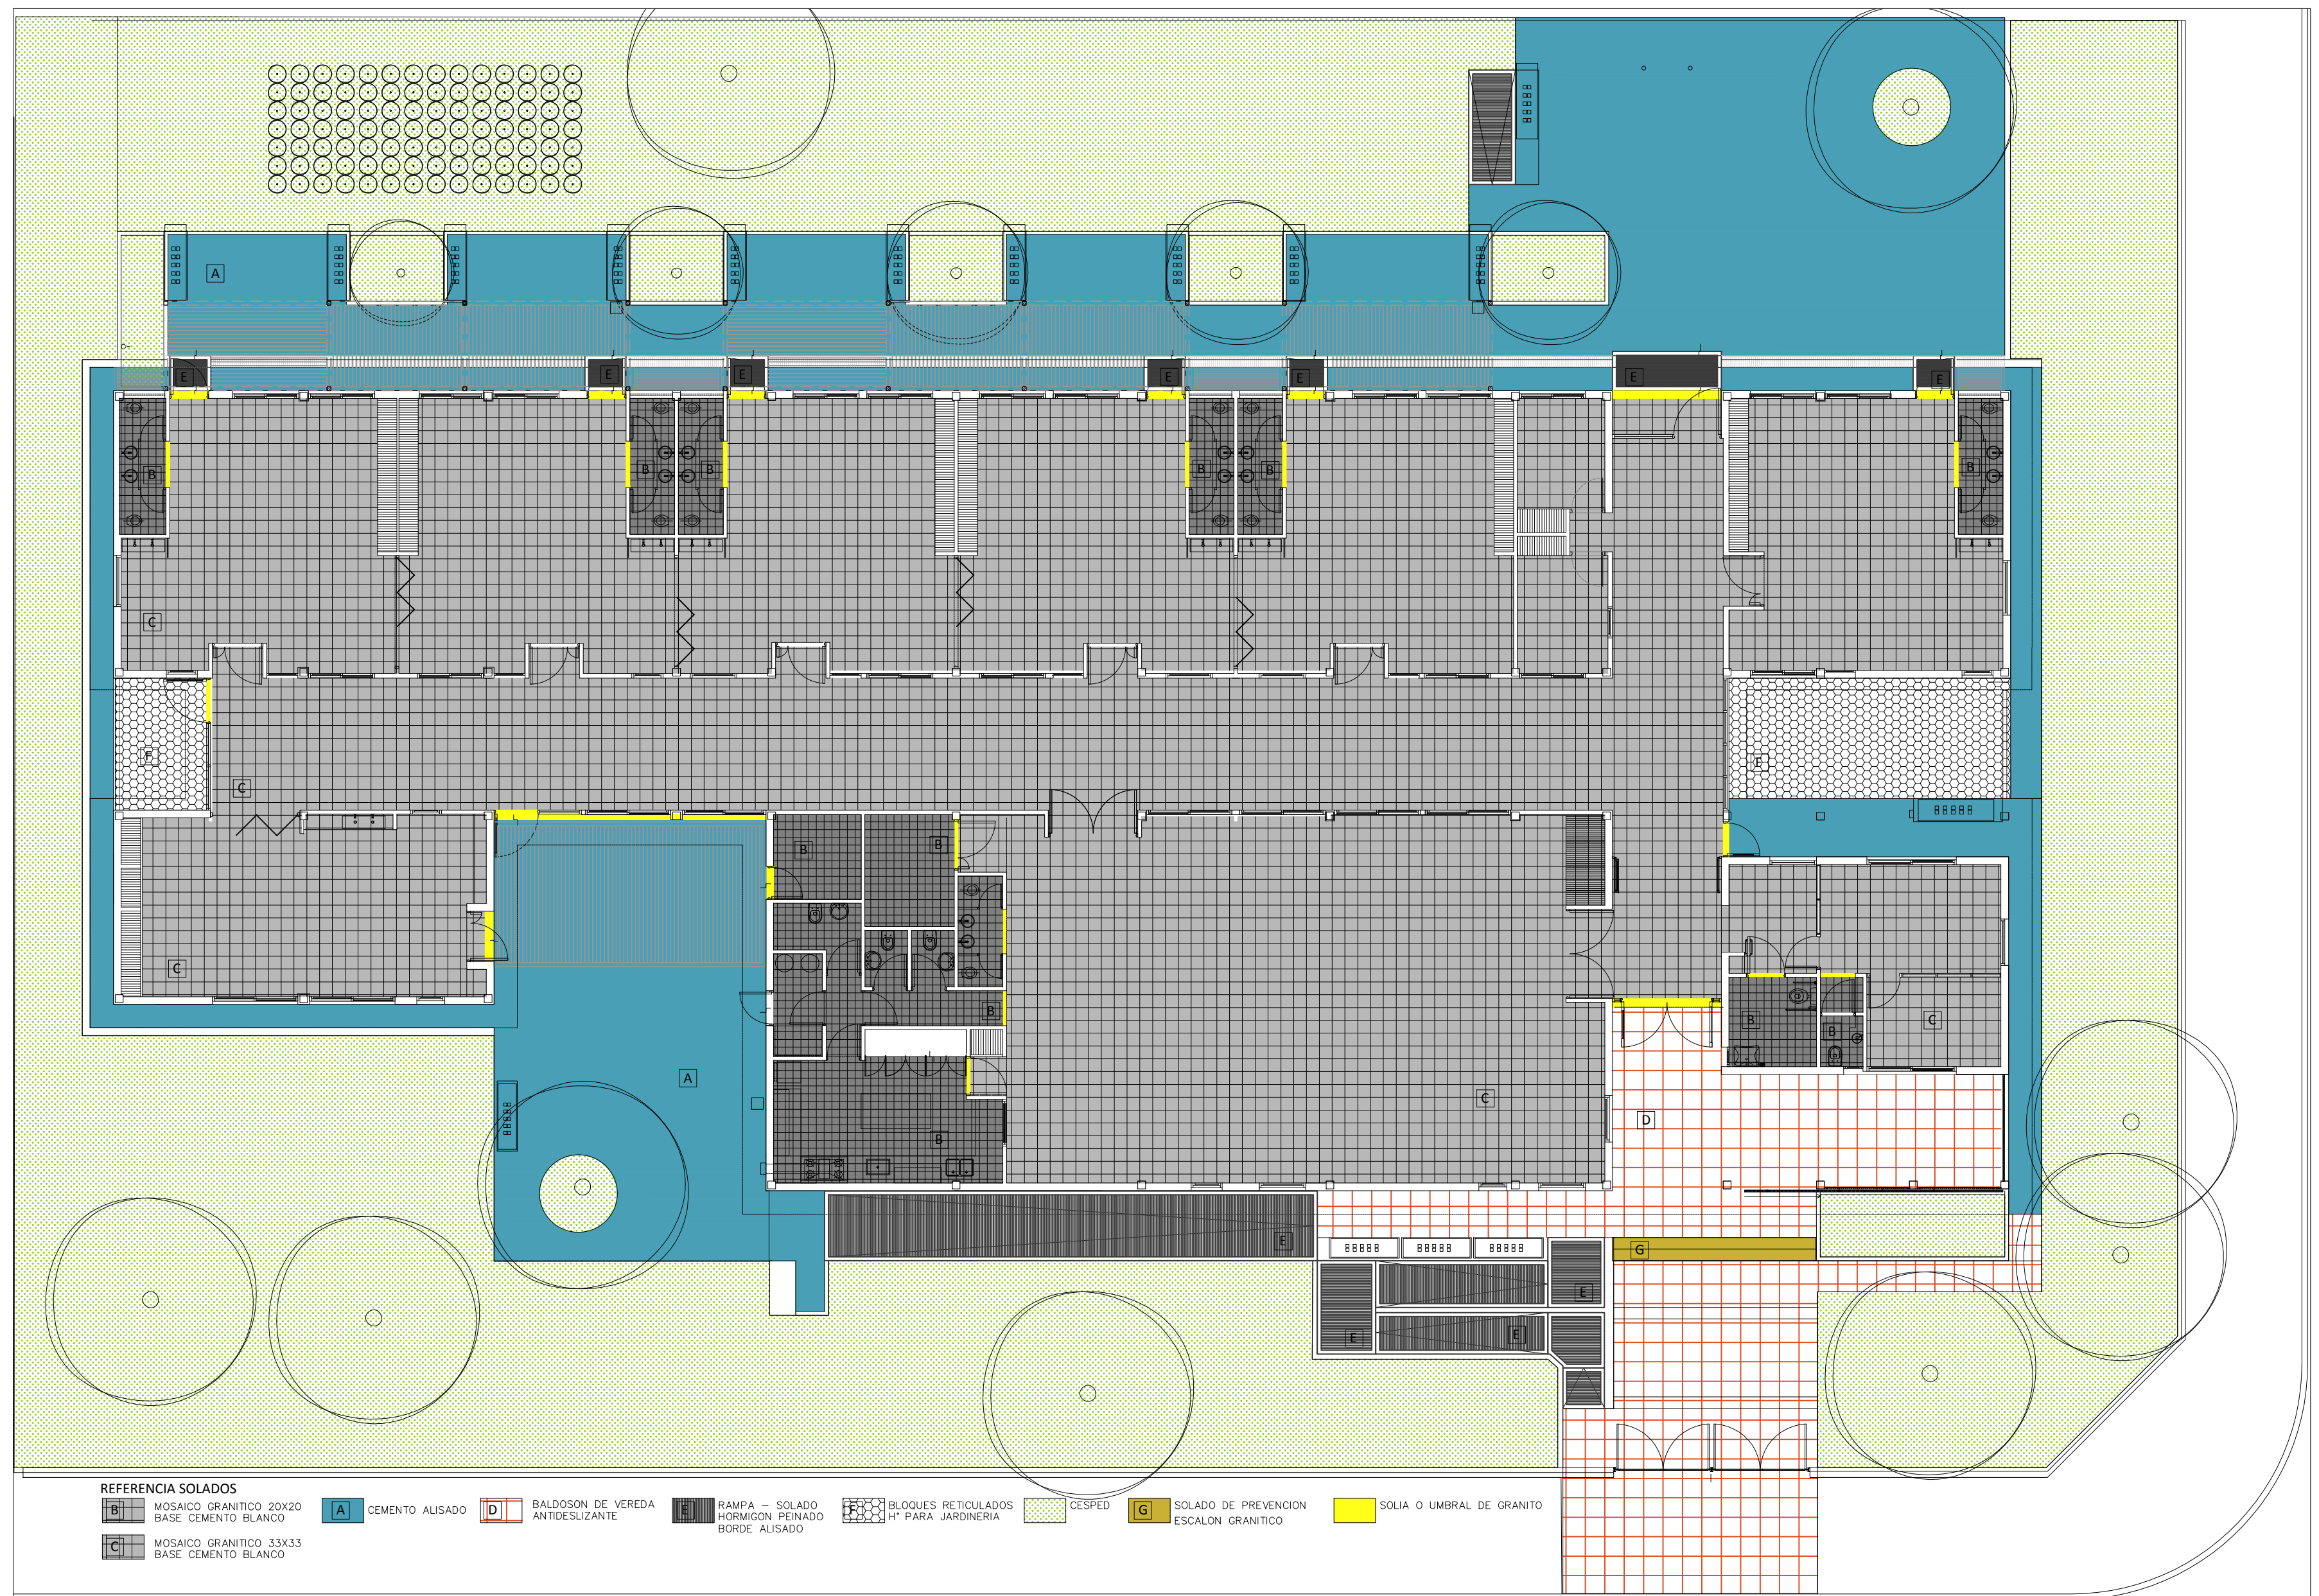 A
E
E
E
E
E
E
E
B
B
B
B
B
B
C
F
F
C
B
B
C
B
B
B
C
A
C
D
B
E
G
E
E
E
REFERENCIA SOLADOS
B MOSAICO GRANITICO 20X20
BASE CEMENTO BLANCO
A CEMENTO ALISADO
D BALDOSON DE VEREDA
ANTIDESLIZANTE
E RAMPA – SOLADO
HORMIGON PEINADO
BORDE ALISADO
F BLOQUES RETICULADOS
H° PARA JARDINERIA
CESPED
G SOLADO DE PREVENCION
ESCALON GRANITICO
SOLIA O UMBRAL DE GRANITO
C MOSAICO GRANITICO 33X33
BASE CEMENTO BLANCO